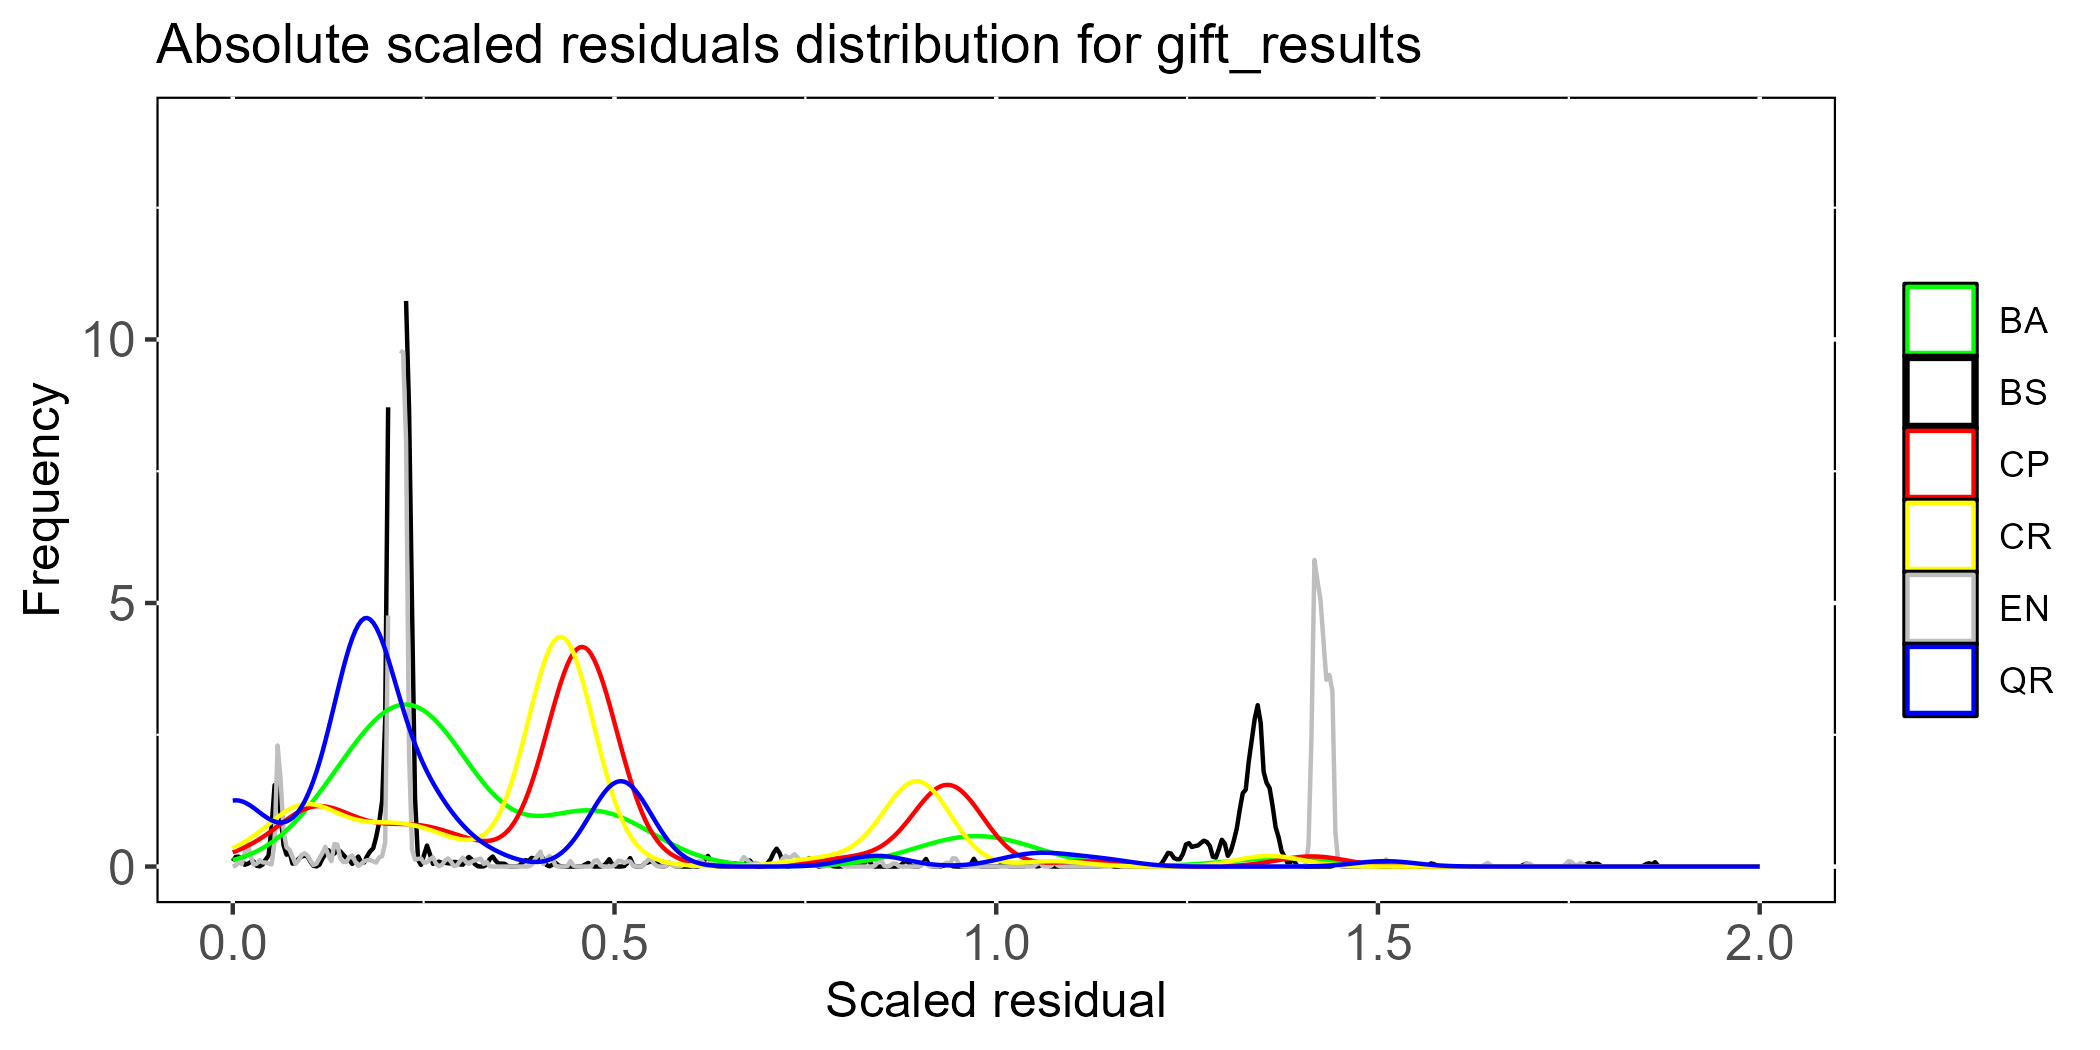 Absolute scaled residuals distribution for gift_results
Frequency
10
5
0
0.0 0.5 1.0 1.5 2.0
Scaled residual
BA
BS
CP
CR
EN
QR